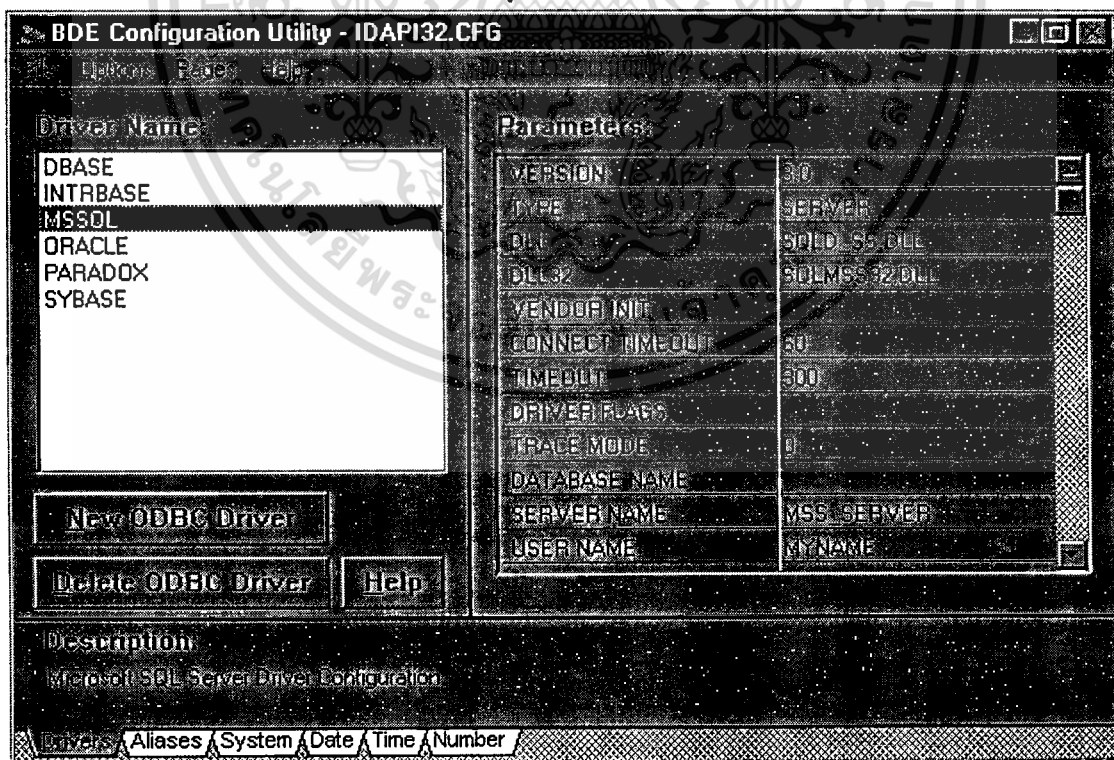 BDE Configuration Utility - IDAPI32.CFG
File Options Pages Help
Driver Name:
DBASE
INTRBASE
MSSQL
ORACLE
PARADOX
SYBASE
New ODBC Driver
Delete ODBC Driver Help
Parameters:
VERSION 3.0
TYPE SERVER
DLL SQLD_SS.DLL
DLL32 SQLMSS32.DLL
VENDOR INIT
CONNECT TIMEOUT 60
TIMEOUT 300
DRIVER FLAGS
TRACE MODE 0
DATABASE NAME
SERVER NAME MSS_SERVER
USER NAME MYNAME
Description:
Microsoft SQL Server Driver Configuration
Drivers Aliases System Date Time Number